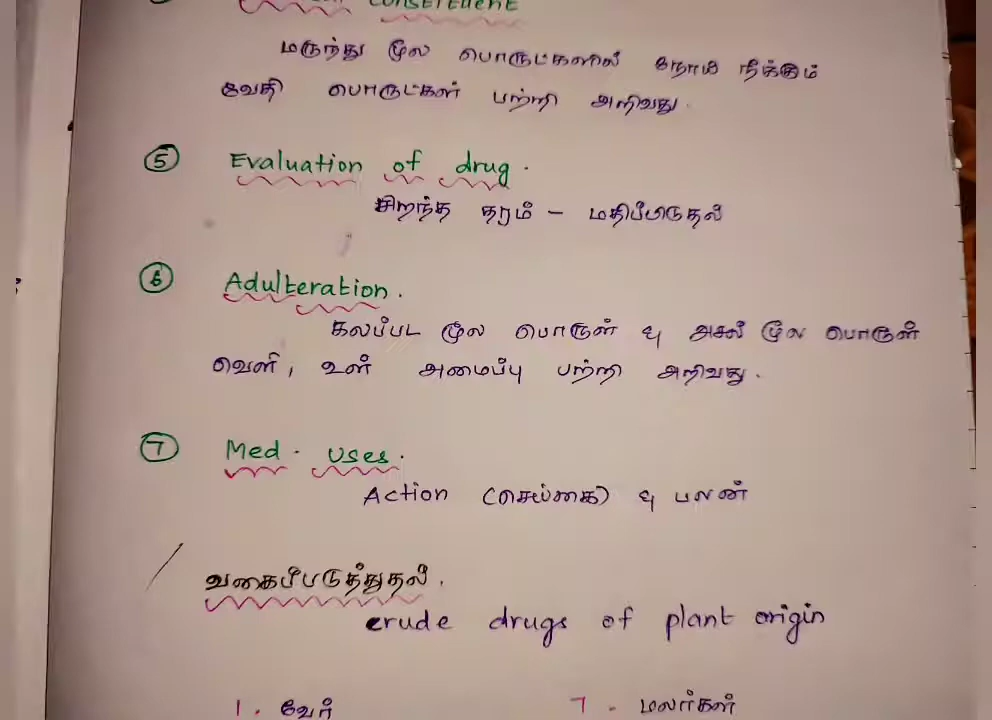 constituent
மருந்து மூல பொருட்களில் நோய் நீக்கும்
வேதி பொருட்கள் பற்றி அறிவது.
⑤ Evaluation of drug.
சிறந்த தரம் - மதிப்பிடுதல்
⑥ Adulteration.
கலப்பட மூல பொருள் & அசல் மூல பொருள்
வெளி, உள் அமைப்பு பற்றி அறிவது.
⑦ Med. uses.
Action (செய்கை) & பலன்
வகைப்படுத்துதல்.
crude drugs of plant origin
1. வேர் 7. மலர்கள்